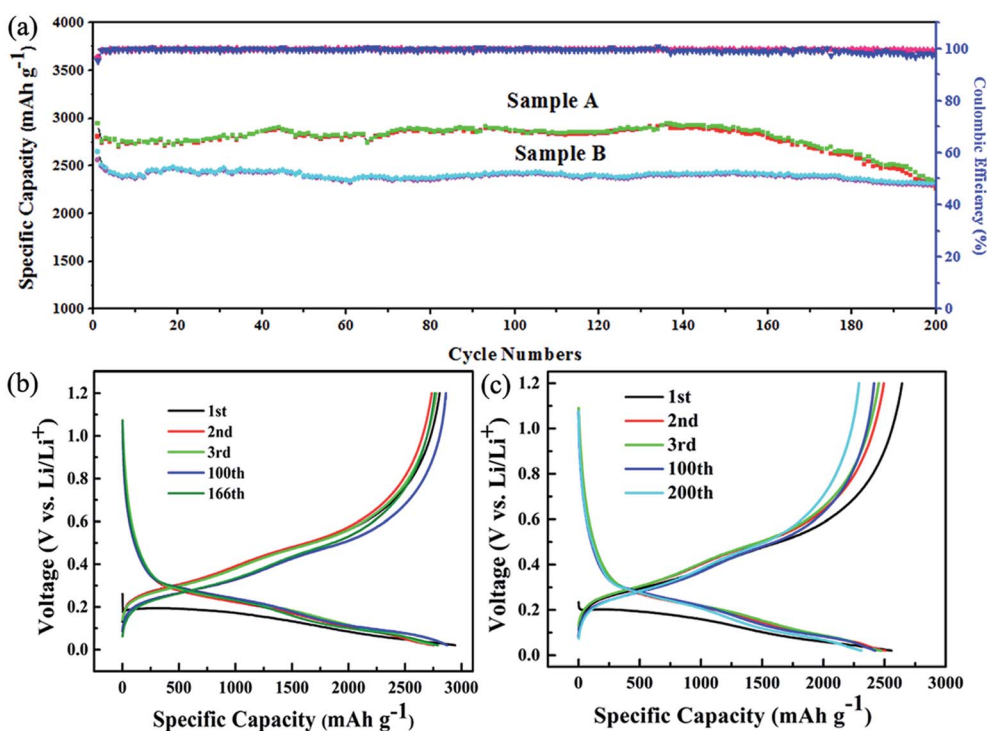 (a)
4000
3500
3000
2500
2000
1500
1000
Specific Capacity (mAh g-1)
Sample A
Sample B
100
80
60
40
20
0
Coulombic Efficiency (%)
0 20 40 60 80 100 120 140 160 180 200
Cycle Numbers
(b)
1.2
1.0
0.8
0.6
0.4
0.2
0.0
Voltage (V vs. Li/Li+)
1st
2nd
3rd
100th
166th
0 500 1000 1500 2000 2500 3000
Specific Capacity (mAh g-1)
(c)
1.2
1.0
0.8
0.6
0.4
0.2
0.0
Voltage (V vs. Li/Li+)
1st
2nd
3rd
100th
200th
0 500 1000 1500 2000 2500 3000
Specific Capacity (mAh g-1)